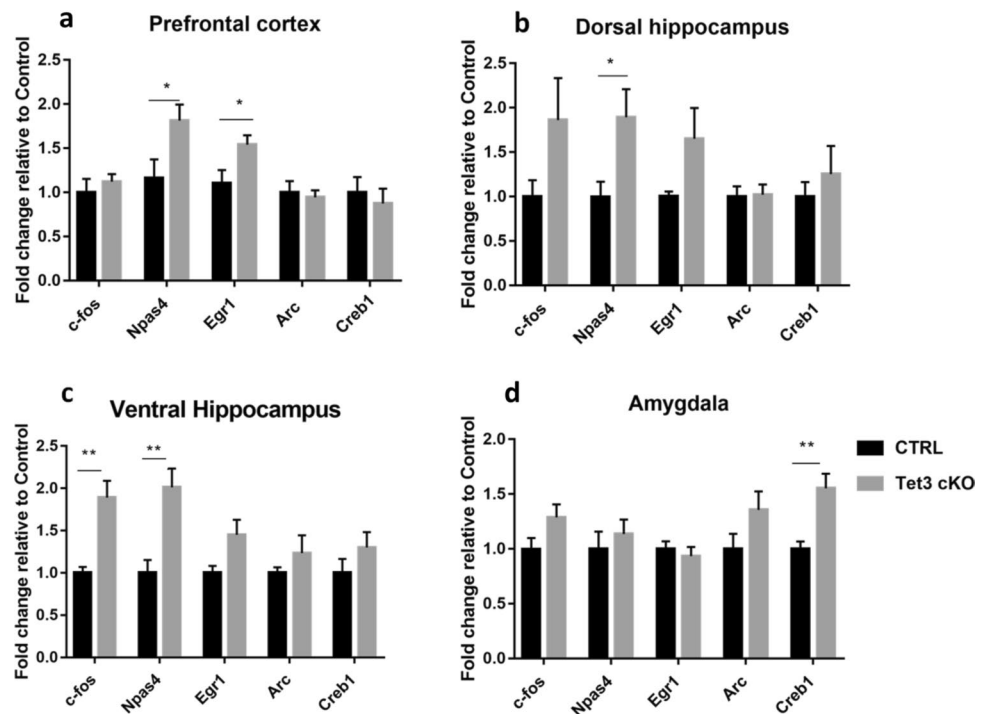 a
Prefrontal cortex
Fold change relative to Control
2.5
2.0
1.5
1.0
0.5
0.0
*
*
c-fos
Npas4
Egr1
Arc
Creb1
b
Dorsal hippocampus
Fold change relative to Control
2.5
2.0
1.5
1.0
0.5
0.0
*
c-fos
Npas4
Egr1
Arc
Creb1
c
Ventral Hippocampus
Fold change relative to Control
2.5
2.0
1.5
1.0
0.5
0.0
**
**
c-fos
Npas4
Egr1
Arc
Creb1
d
Amygdala
Fold change relative to Control
2.0
1.5
1.0
0.5
0.0
**
c-fos
Npas4
Egr1
Arc
Creb1
CTRL
Tet3 cKO